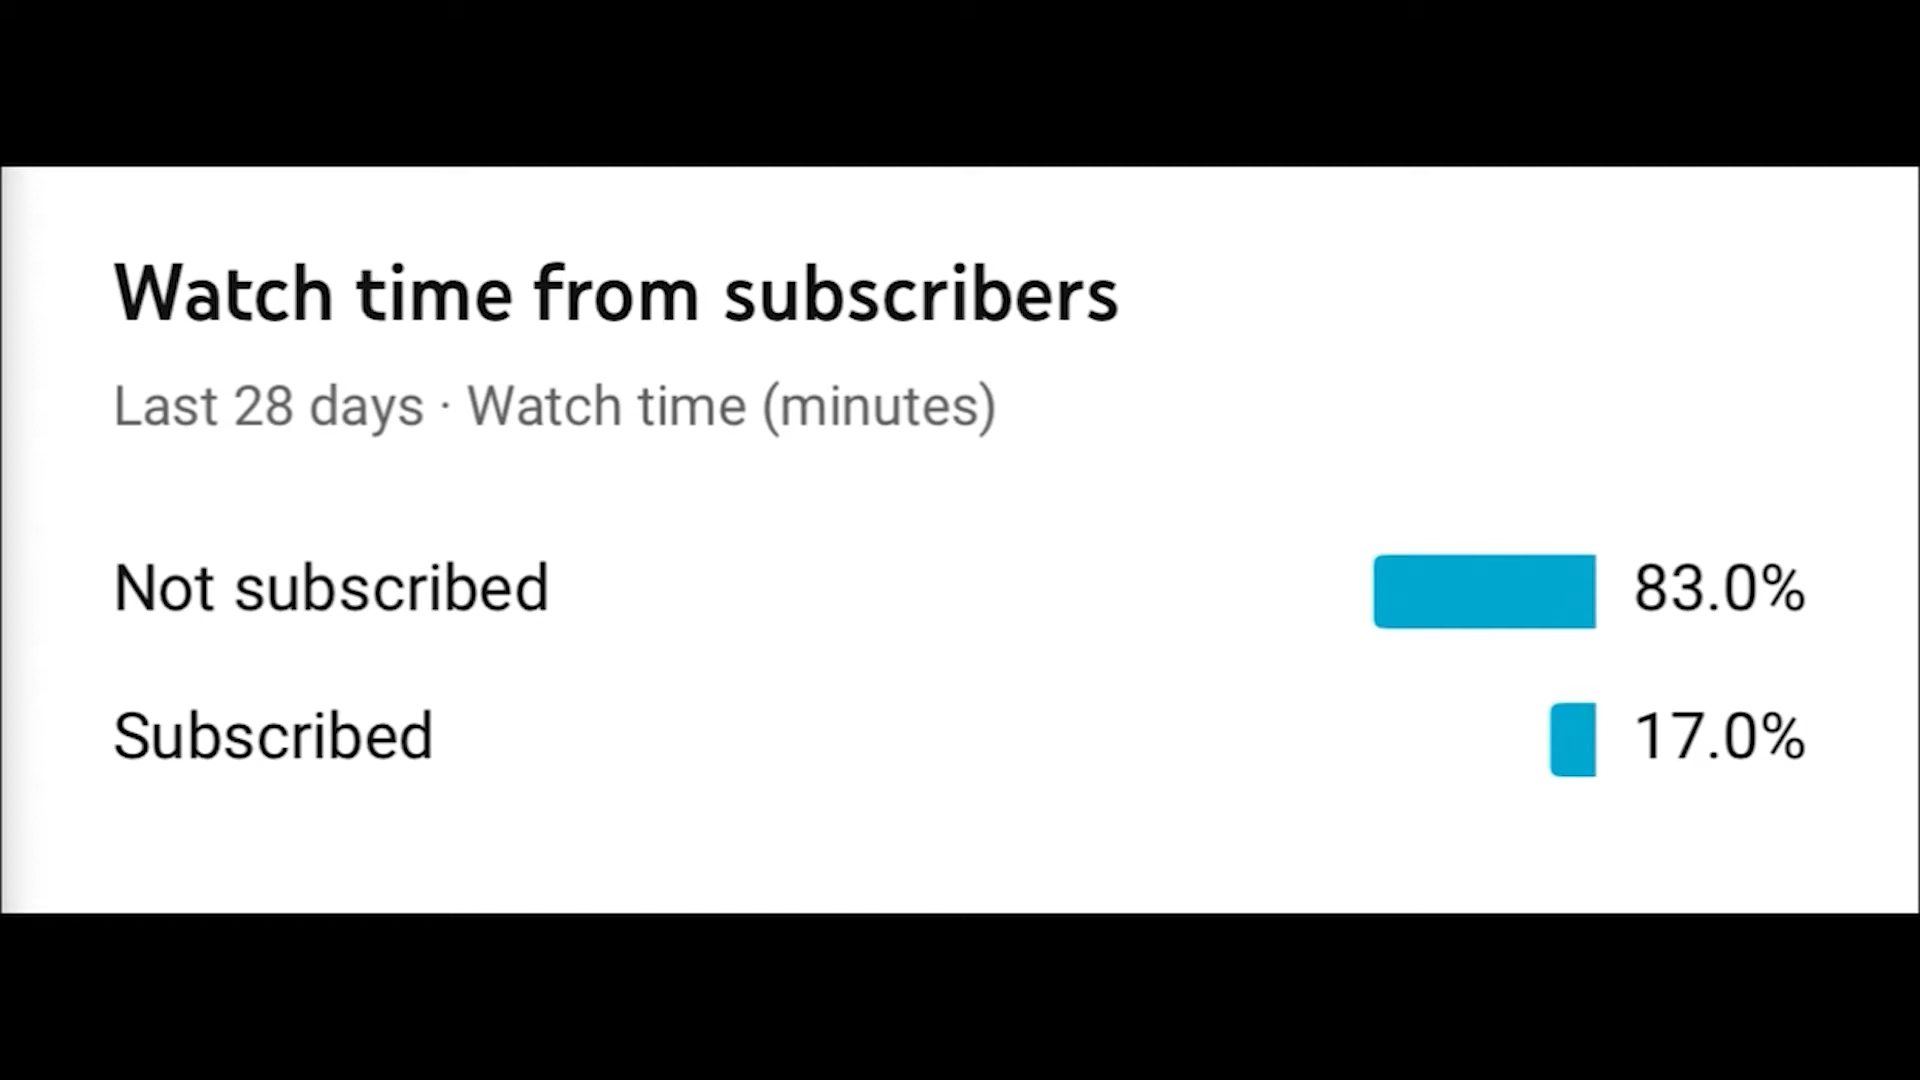 Watch time from subscribers
Last 28 days · Watch time (minutes)
Not subscribed 83.0%
Subscribed 17.0%